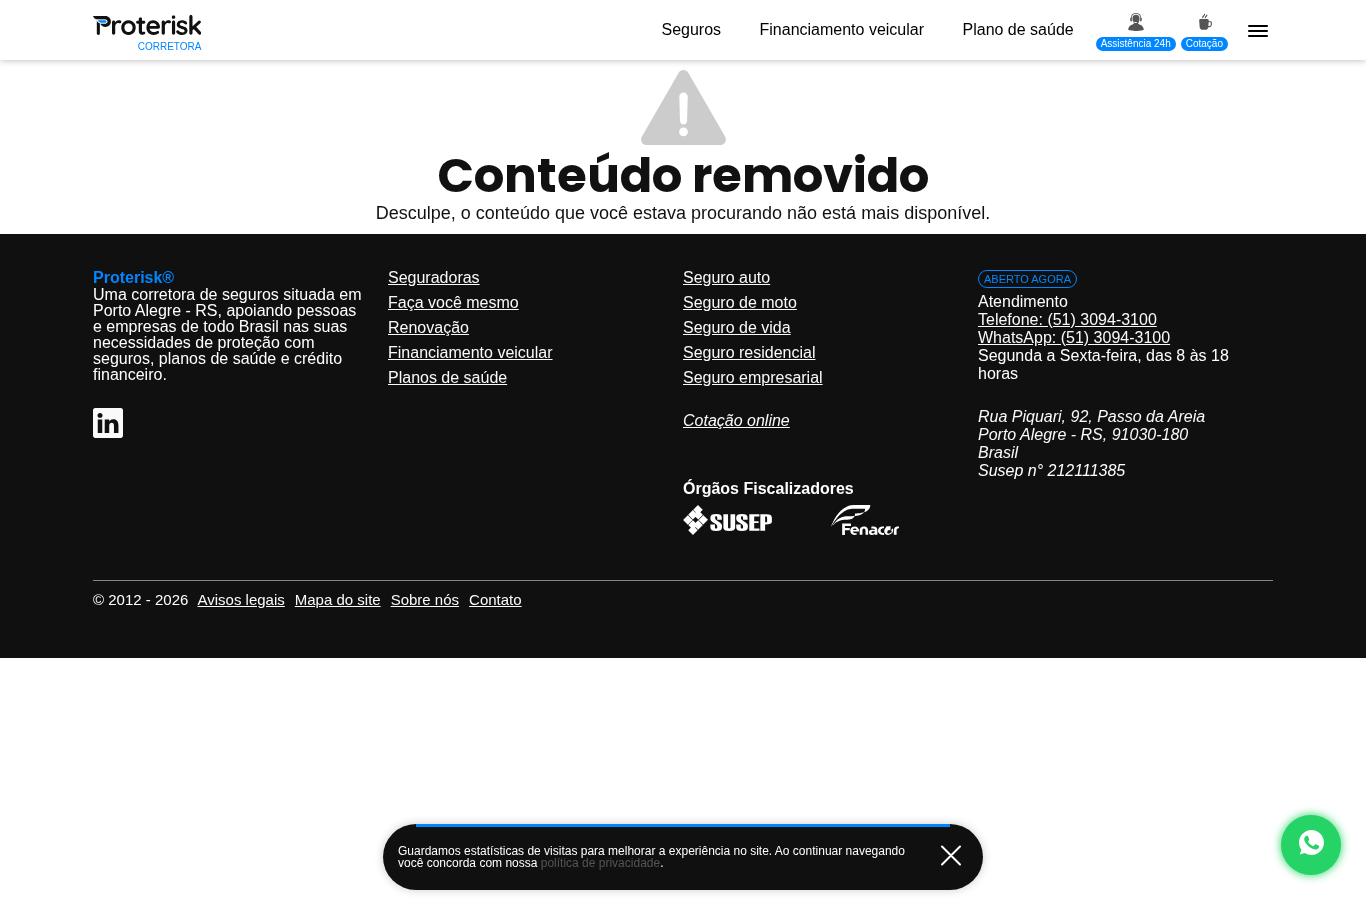 Proterisk
CORRETORA
Seguros
Financiamento veicular
Plano de saúde
Assistência 24h
Cotação
Conteúdo removido
Desculpe, o conteúdo que você estava procurando não está mais disponível.
Proterisk®
Uma corretora de seguros situada em
Porto Alegre - RS, apoiando pessoas
e empresas de todo Brasil nas suas
necessidades de proteção com
seguros, planos de saúde e crédito
financeiro.
in
Seguradoras
Faça você mesmo
Renovação
Financiamento veicular
Planos de saúde
Seguro auto
Seguro de moto
Seguro de vida
Seguro residencial
Seguro empresarial
Cotação online
Órgãos Fiscalizadores
SUSEP
Fenacor
ABERTO AGORA
Atendimento
Telefone: (51) 3094-3100
WhatsApp: (51) 3094-3100
Segunda a Sexta-feira, das 8 às 18
horas
Rua Piquari, 92, Passo da Areia
Porto Alegre - RS, 91030-180
Brasil
Susep n° 212111385
© 2012 - 2026 Avisos legais Mapa do site Sobre nós Contato
Guardamos estatísticas de visitas para melhorar a experiência no site. Ao continuar navegando
você concorda com nossa política de privacidade.